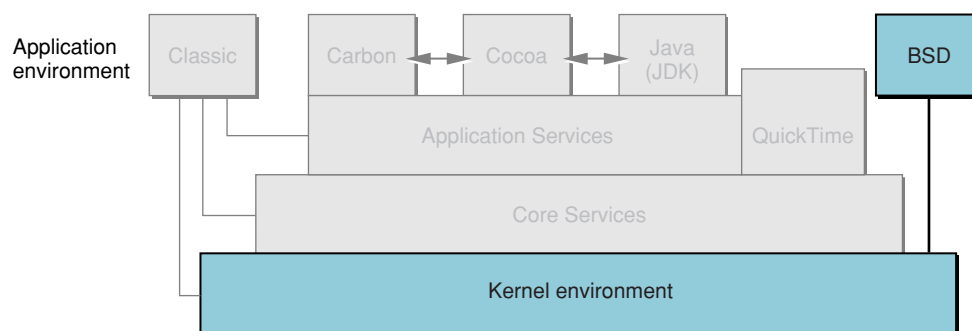 Application
environment
Classic
Carbon
Cocoa
Java
(JDK)
BSD
Application Services
QuickTime
Core Services
Kernel environment